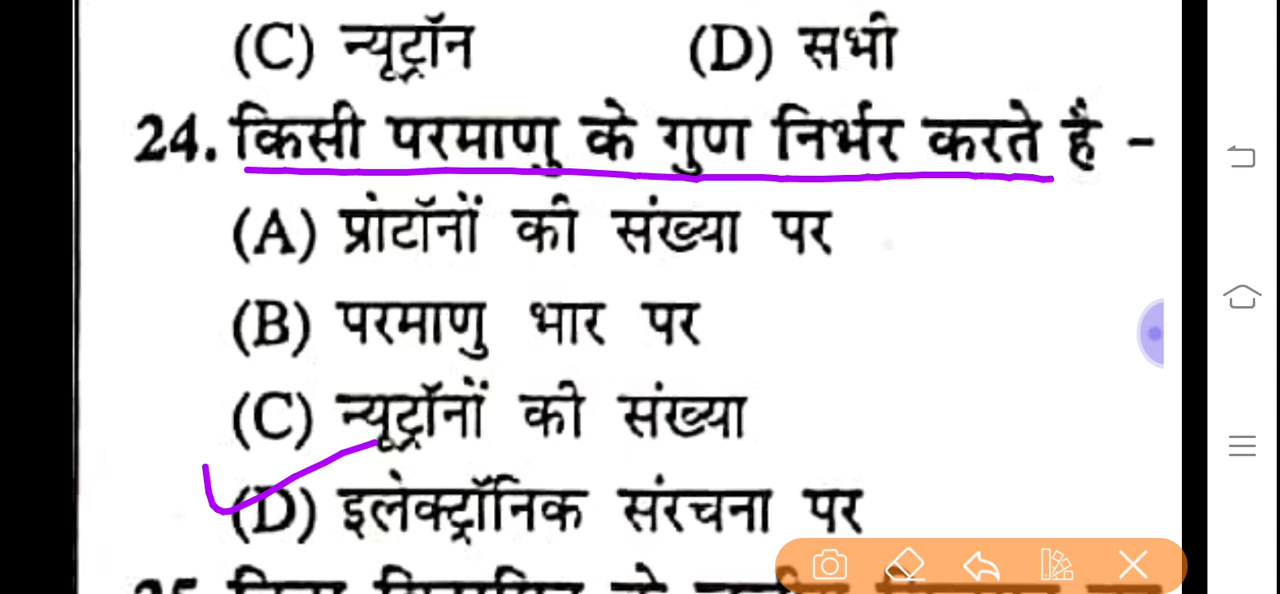 (C) न्यूट्रॉन (D) सभी
24. किसी परमाणु के गुण निर्भर करते हैं -
(A) प्रोटॉनों की संख्या पर
(B) परमाणु भार पर
(C) न्यूट्रॉनों की संख्या
(D) इलेक्ट्रॉनिक संरचना पर